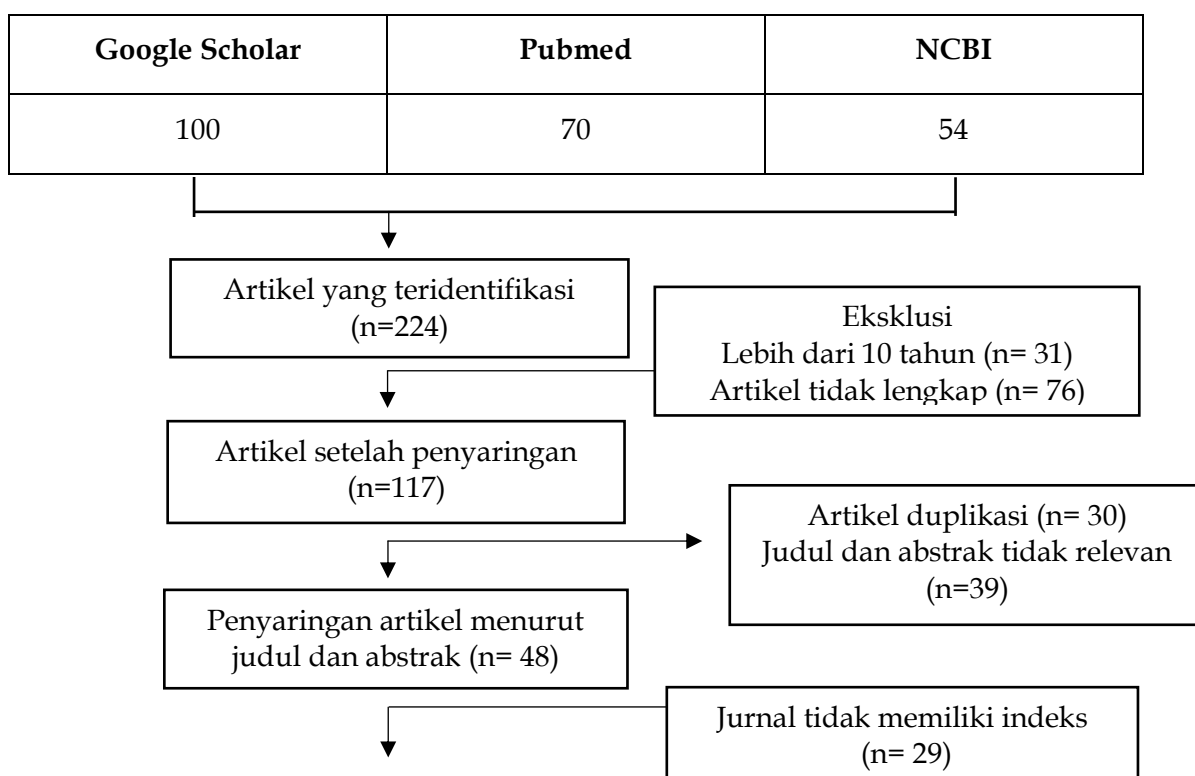 Google Scholar
Pubmed
NCBI
100
70
54
Artikel yang teridentifikasi
(n=224)
Eksklusi
Lebih dari 10 tahun (n= 31)
Artikel tidak lengkap (n= 76)
Artikel setelah penyaringan
(n=117)
Artikel duplikasi (n= 30)
Judul dan abstrak tidak relevan
(n=39)
Penyaringan artikel menurut
judul dan abstrak (n= 48)
Jurnal tidak memiliki indeks
(n= 29)